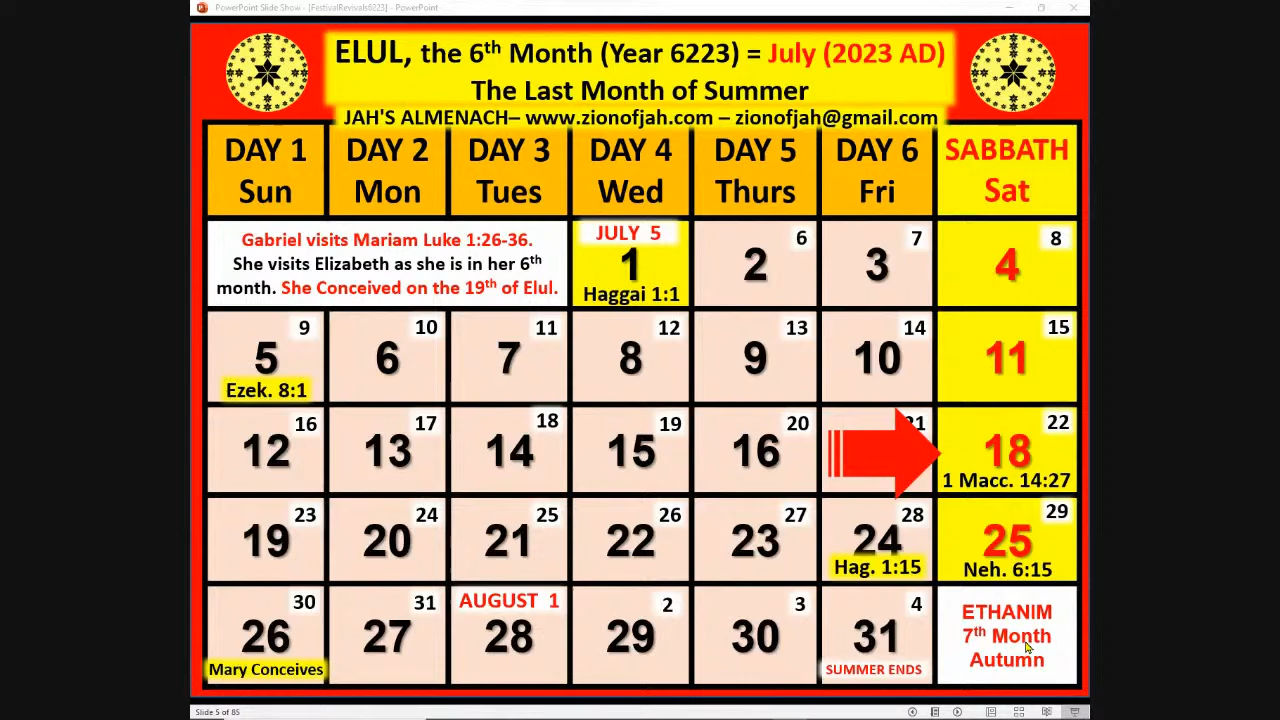 PowerPoint Slide Show - [FestivalRevivals6223] - PowerPoint
ELUL, the 6th Month (Year 6223) = July (2023 AD)
The Last Month of Summer
JAH'S ALMENACH– www.zionofjah.com – zionofjah@gmail.com
DAY 1 DAY 2 DAY 3 DAY 4 DAY 5 DAY 6 SABBATH
Sun Mon Tues Wed Thurs Fri Sat
Gabriel visits Mariam Luke 1:26-36.
She visits Elizabeth as she is in her 6th
month. She Conceived on the 19th of Elul.
JULY 5 6 7 8
1 2 3 4
Haggai 1:1
9 10 11 12 13 14 15
5 6 7 8 9 10 11
Ezek. 8:1
16 17 18 19 20 21 22
12 13 14 15 16 18
1 Macc. 14:27
23 24 25 26 27 28 29
19 20 21 22 23 24 25
Hag. 1:15 Neh. 6:15
30 31 AUGUST 1 2 3 4
26 27 28 29 30 31
Mary Conceives SUMMER ENDS
ETHANIM
7th Month
Autumn
Slide 5 of 85